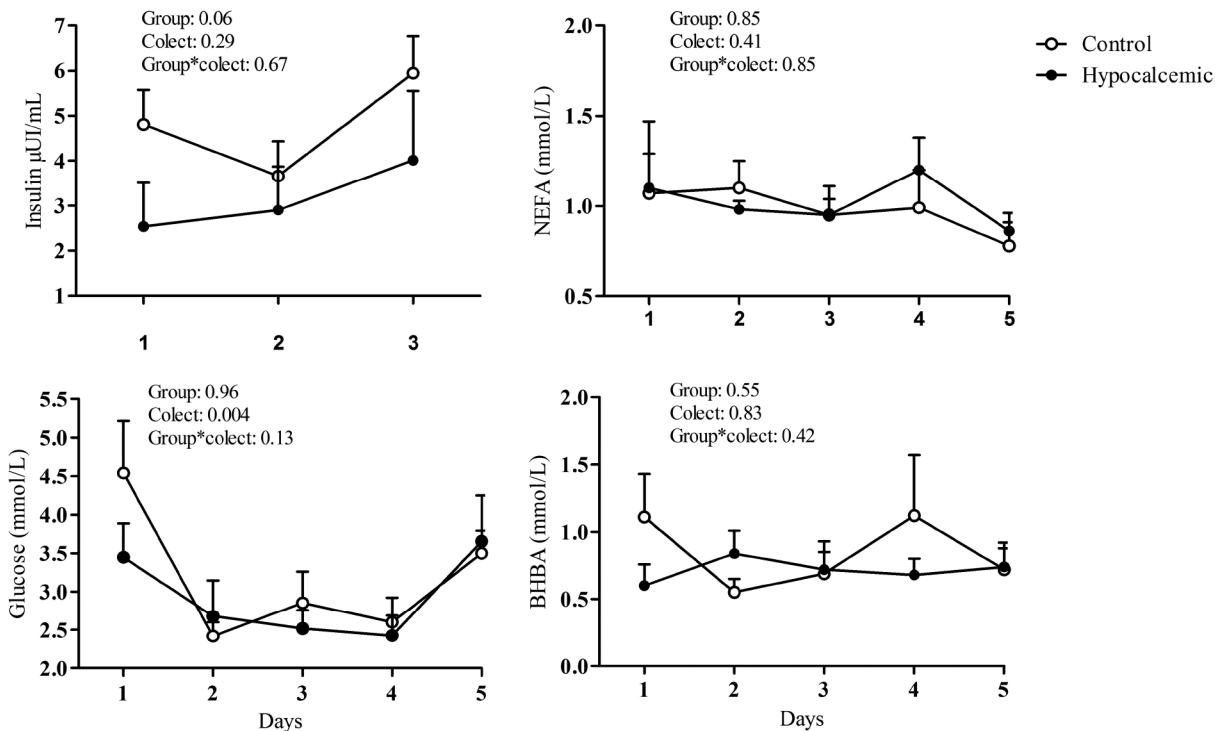 Group: 0.06
Colect: 0.29
Group*colect: 0.67
Insulin µUI/mL
7
6
5
4
3
2
1
1 2 3
Group: 0.85
Colect: 0.41
Group*colect: 0.85
NEFA (mmol/L)
2.0
1.5
1.0
0.5
1 2 3 4 5
Control
Hypocalcemic
Group: 0.96
Colect: 0.004
Group*colect: 0.13
Glucose (mmol/L)
5.5
5.0
4.5
4.0
3.5
3.0
2.5
2.0
1 2 3 4 5
Days
Group: 0.55
Colect: 0.83
Group*colect: 0.42
BHBA (mmol/L)
2.0
1.5
1.0
0.5
0.0
1 2 3 4 5
Days